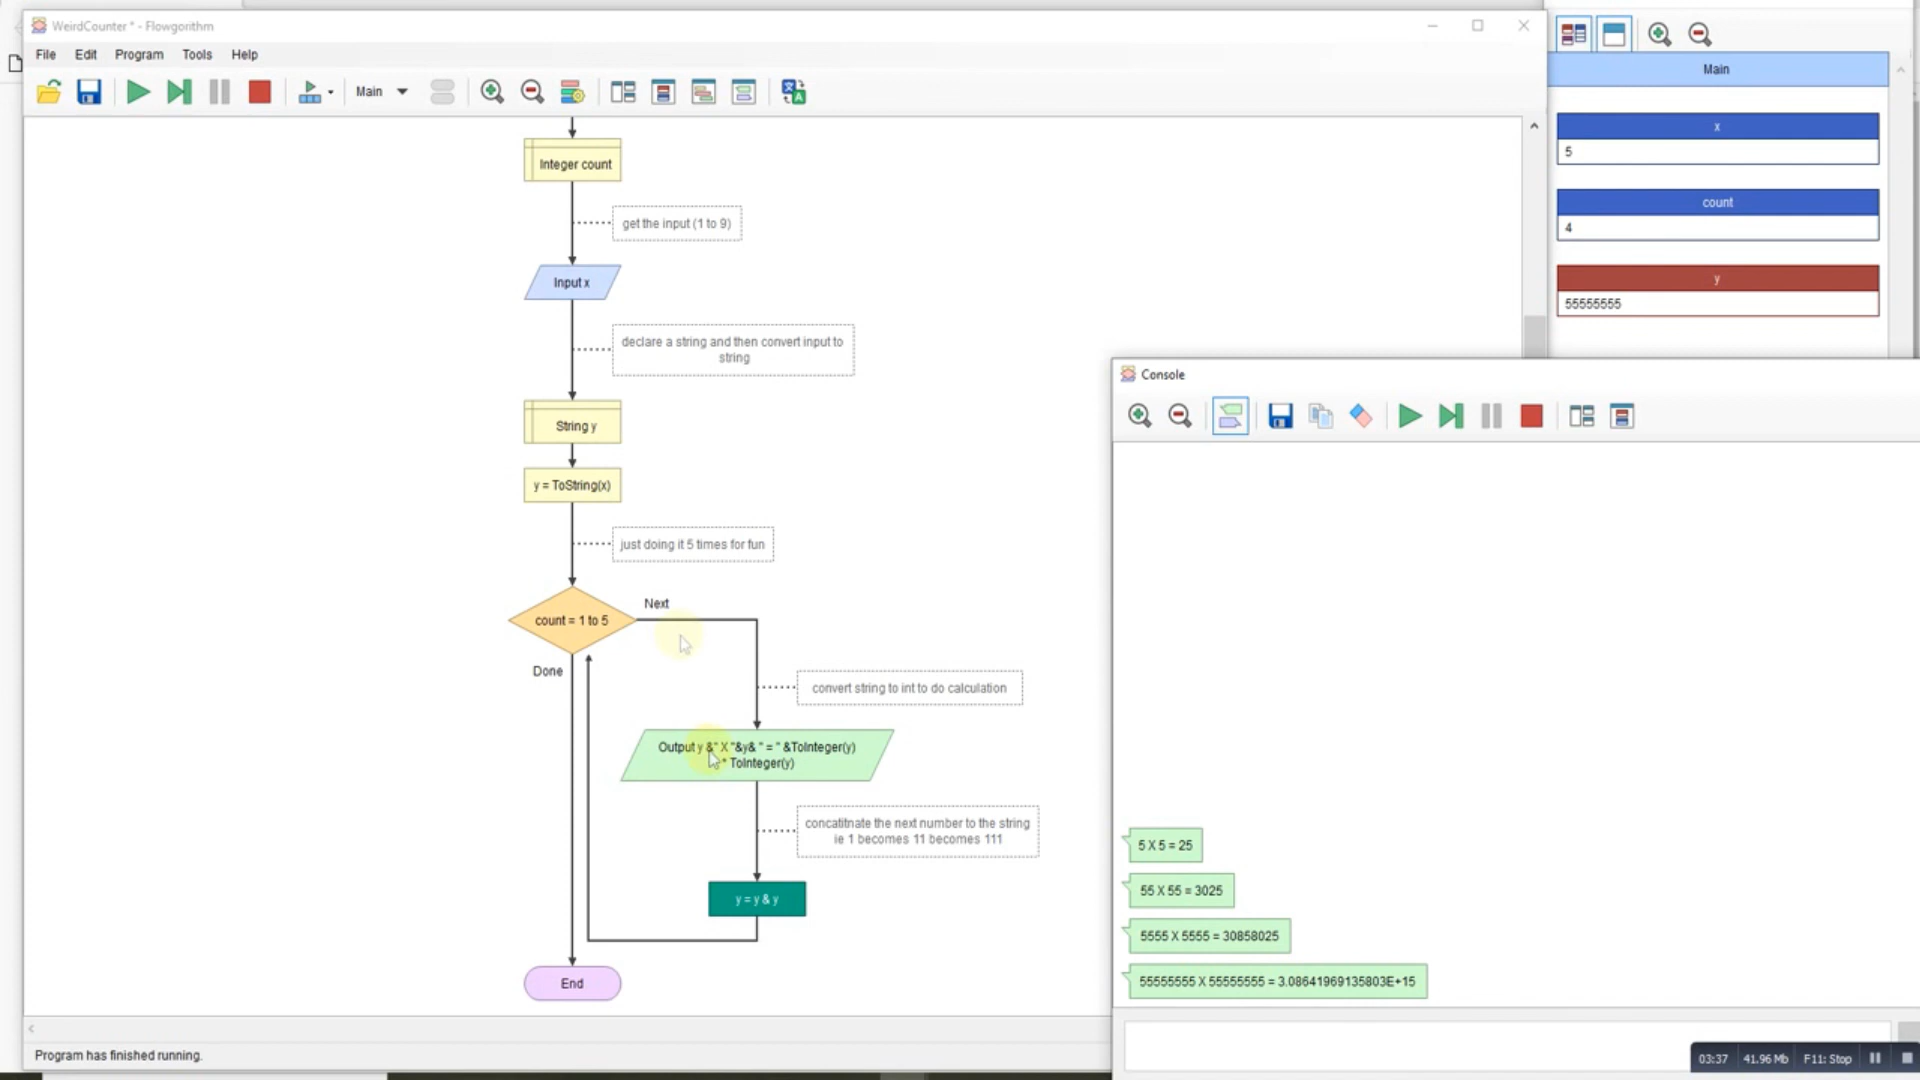 WeirdCounter * - Flowgorithm
File Edit Program Tools Help
Main
Integer count
get the input (1 to 9)
Input x
declare a string and then convert input to
string
String y
y = ToString(x)
just doing it 5 times for fun
count = 1 to 5
Next
Done
convert string to int to do calculation
Output y &" X "&y& " = " &ToInteger(y)
* ToInteger(y)
concatitnate the next number to the string
ie 1 becomes 11 becomes 111
y = y & y
End
Program has finished running.
Main
x
5
count
4
y
55555555
Console
5 X 5 = 25
55 X 55 = 3025
5555 X 5555 = 30858025
55555555 X 55555555 = 3.08641969135803E+15
03:37 41.96 Mb F11: Stop